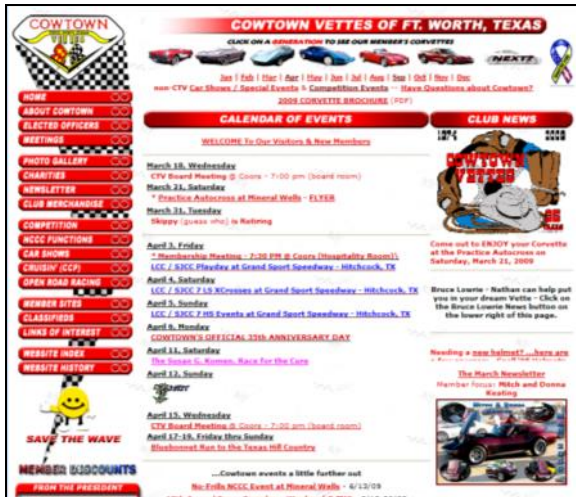 COWTOWN
VETTES
HOME
ABOUT COWTOWN
ELECTED OFFICERS
MEETINGS
PHOTO GALLERY
CHARITIES
NEWSLETTER
CLUB MERCHANDISE
COMPETITION
NCCC FUNCTIONS
CAR SHOWS
CRUISIN' (CCF)
OPEN ROAD RACING
MEMBER SITES
CLASSIFIEDS
LINKS OF INTEREST
WEBSITE INDEX
WEBSITE HISTORY
SAVE THE WAVE
MEMBER DISCOUNTS
FROM THE PRESIDENT
COWTOWN VETTES OF FT. WORTH, TEXAS
CLICK ON A GENERATION TO SEE OUR MEMBER'S CORVETTES
NEXT?
Jan | Feb | Mar | Apr | May | Jun | Jul | Aug | Sep | Oct | Nov | Dec
non-CTV Car Shows / Special Events & Competition Events -- Have Questions about Cowtown?
2009 CORVETTE BROCHURE (PDF)
CALENDAR OF EVENTS
WELCOME To Our Visitors & New Members
March 18, Wednesday
CTV Board Meeting @ Coors - 7:00 pm (board room)
March 21, Saturday
* Practice Autocross at Mineral Wells - FLYER
March 31, Tuesday
Skippy (guess who) is Retiring
April 3, Friday
* Membership Meeting - 7:30 PM @ Coors (Hospitality Room)\
LCC / SJCC Playday at Grand Sport Speedway - Hitchcock, TX
April 4, Saturday
LCC / SJCC 7 LS XCrosses at Grand Sport Speedway - Hitchcock, TX
April 5, Sunday
LCC / SJCC 7 HS Events at Grand Sport Speedway - Hitchcock, TX
COWTOWN'S OFFICIAL 35th ANNIVERSARY DAY
April 11, Saturday
The Susan G. Komen, Race for the Cure
April 12, Sunday
April 15, Wednesday
CTV Board Meeting @ Coors - 7:00 pm (board room)
April 17-19, Friday thru Sunday
Bluebonnet Run to the Texas Hill Country
...Cowtown events a little further out
No-Frills NCCC Event at Mineral Wells - 6/13/09
CLUB NEWS
COWTOWN
VETTES
Come out to ENJOY your Corvette
at the Practice Autocross on
Saturday, March 21, 2009
Bruce Lowrie - Nathan can help put
you in your dream Vette - Click on
the Bruce Lowrie News button on
the lower right of this page.
Needing a new helmet? ...here are
The March Newsletter
Member focus: Mitch and Donna
Keating